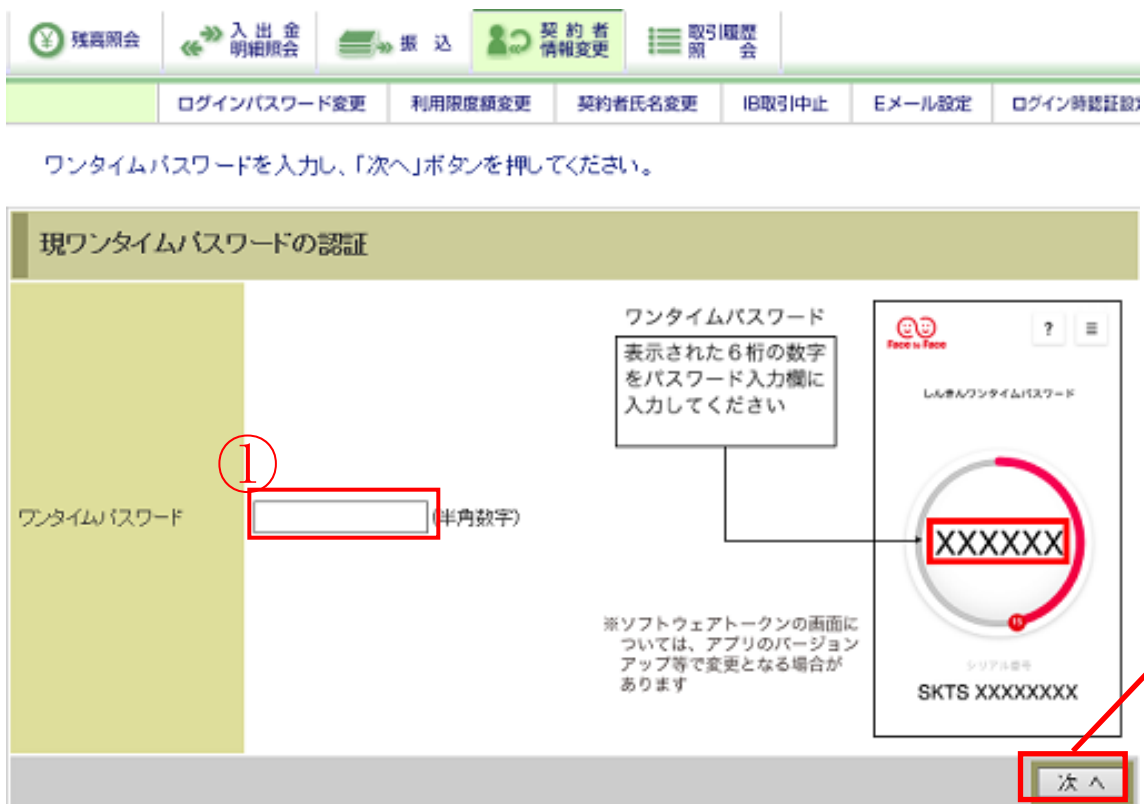 残高照会
入出金
明細照会
振込
契約者
情報変更
取引履歴
照会
ログインパスワード変更
利用限度額変更
契約者氏名変更
IB取引中止
Eメール設定
ログイン時認証設定
ワンタイムパスワードを入力し、「次へ」ボタンを押してください。
現ワンタイムパスワードの認証
ワンタイムパスワード
①
(半角数字)
ワンタイムパスワード
表示された6桁の数字
をパスワード入力欄に
入力してください
Face to Face
?
しんきんワンタイムパスワード
XXXXXX
15
シリアル番号
SKTS XXXXXXXX
※ソフトウェアトークンの画面に
ついては、アプリのバージョン
アップ等で変更となる場合が
あります
次へ